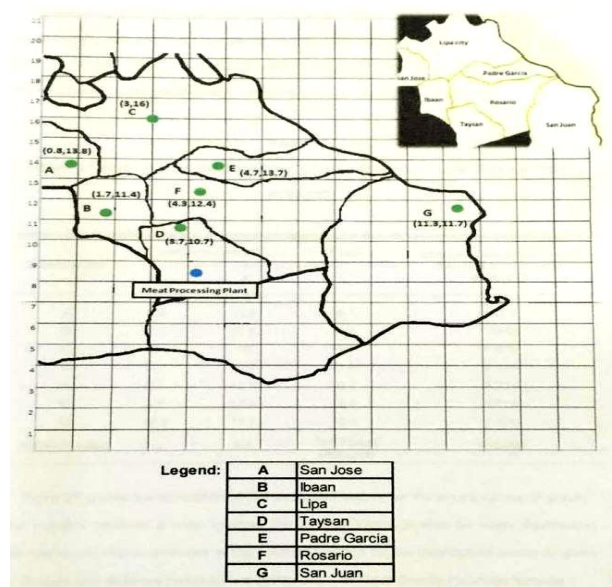 21
20
19
18
17
16
15
14
13
12
11
10
9
8
7
6
5
4
3
2
1
Lipa city
San Jose
Padre Garcia
Ibaan
Rosario
Taysan
San Juan
(3,16)
C
(0.8,13.8)
A
E
(4.7,13.7)
(1.7,11.4)
B
F
(4.3,12.4)
D
(3.7,10.7)
G
(11.3,11.7)
Meat Processing Plant
Legend:
A San Jose
B Ibaan
C Lipa
D Taysan
E Padre Garcia
F Rosario
G San Juan